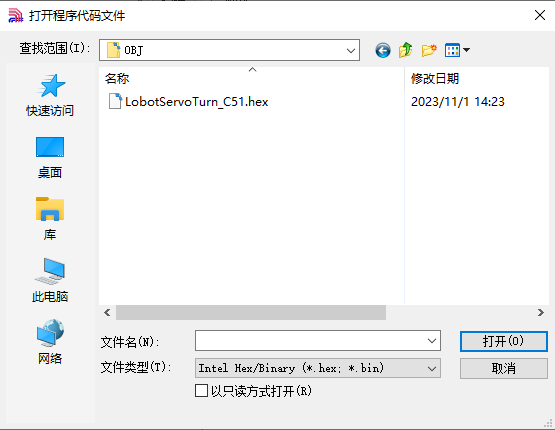 打开程序代码文件
查找范围(I):
OBJ
名称
修改日期
LobotServoTurn_C51.hex
2023/11/1 14:23
快速访问
桌面
库
此电脑
网络
文件名(N):
打开(O)
文件类型(T):
Intel Hex/Binary (*.hex; *.bin)
取消
以只读方式打开(R)